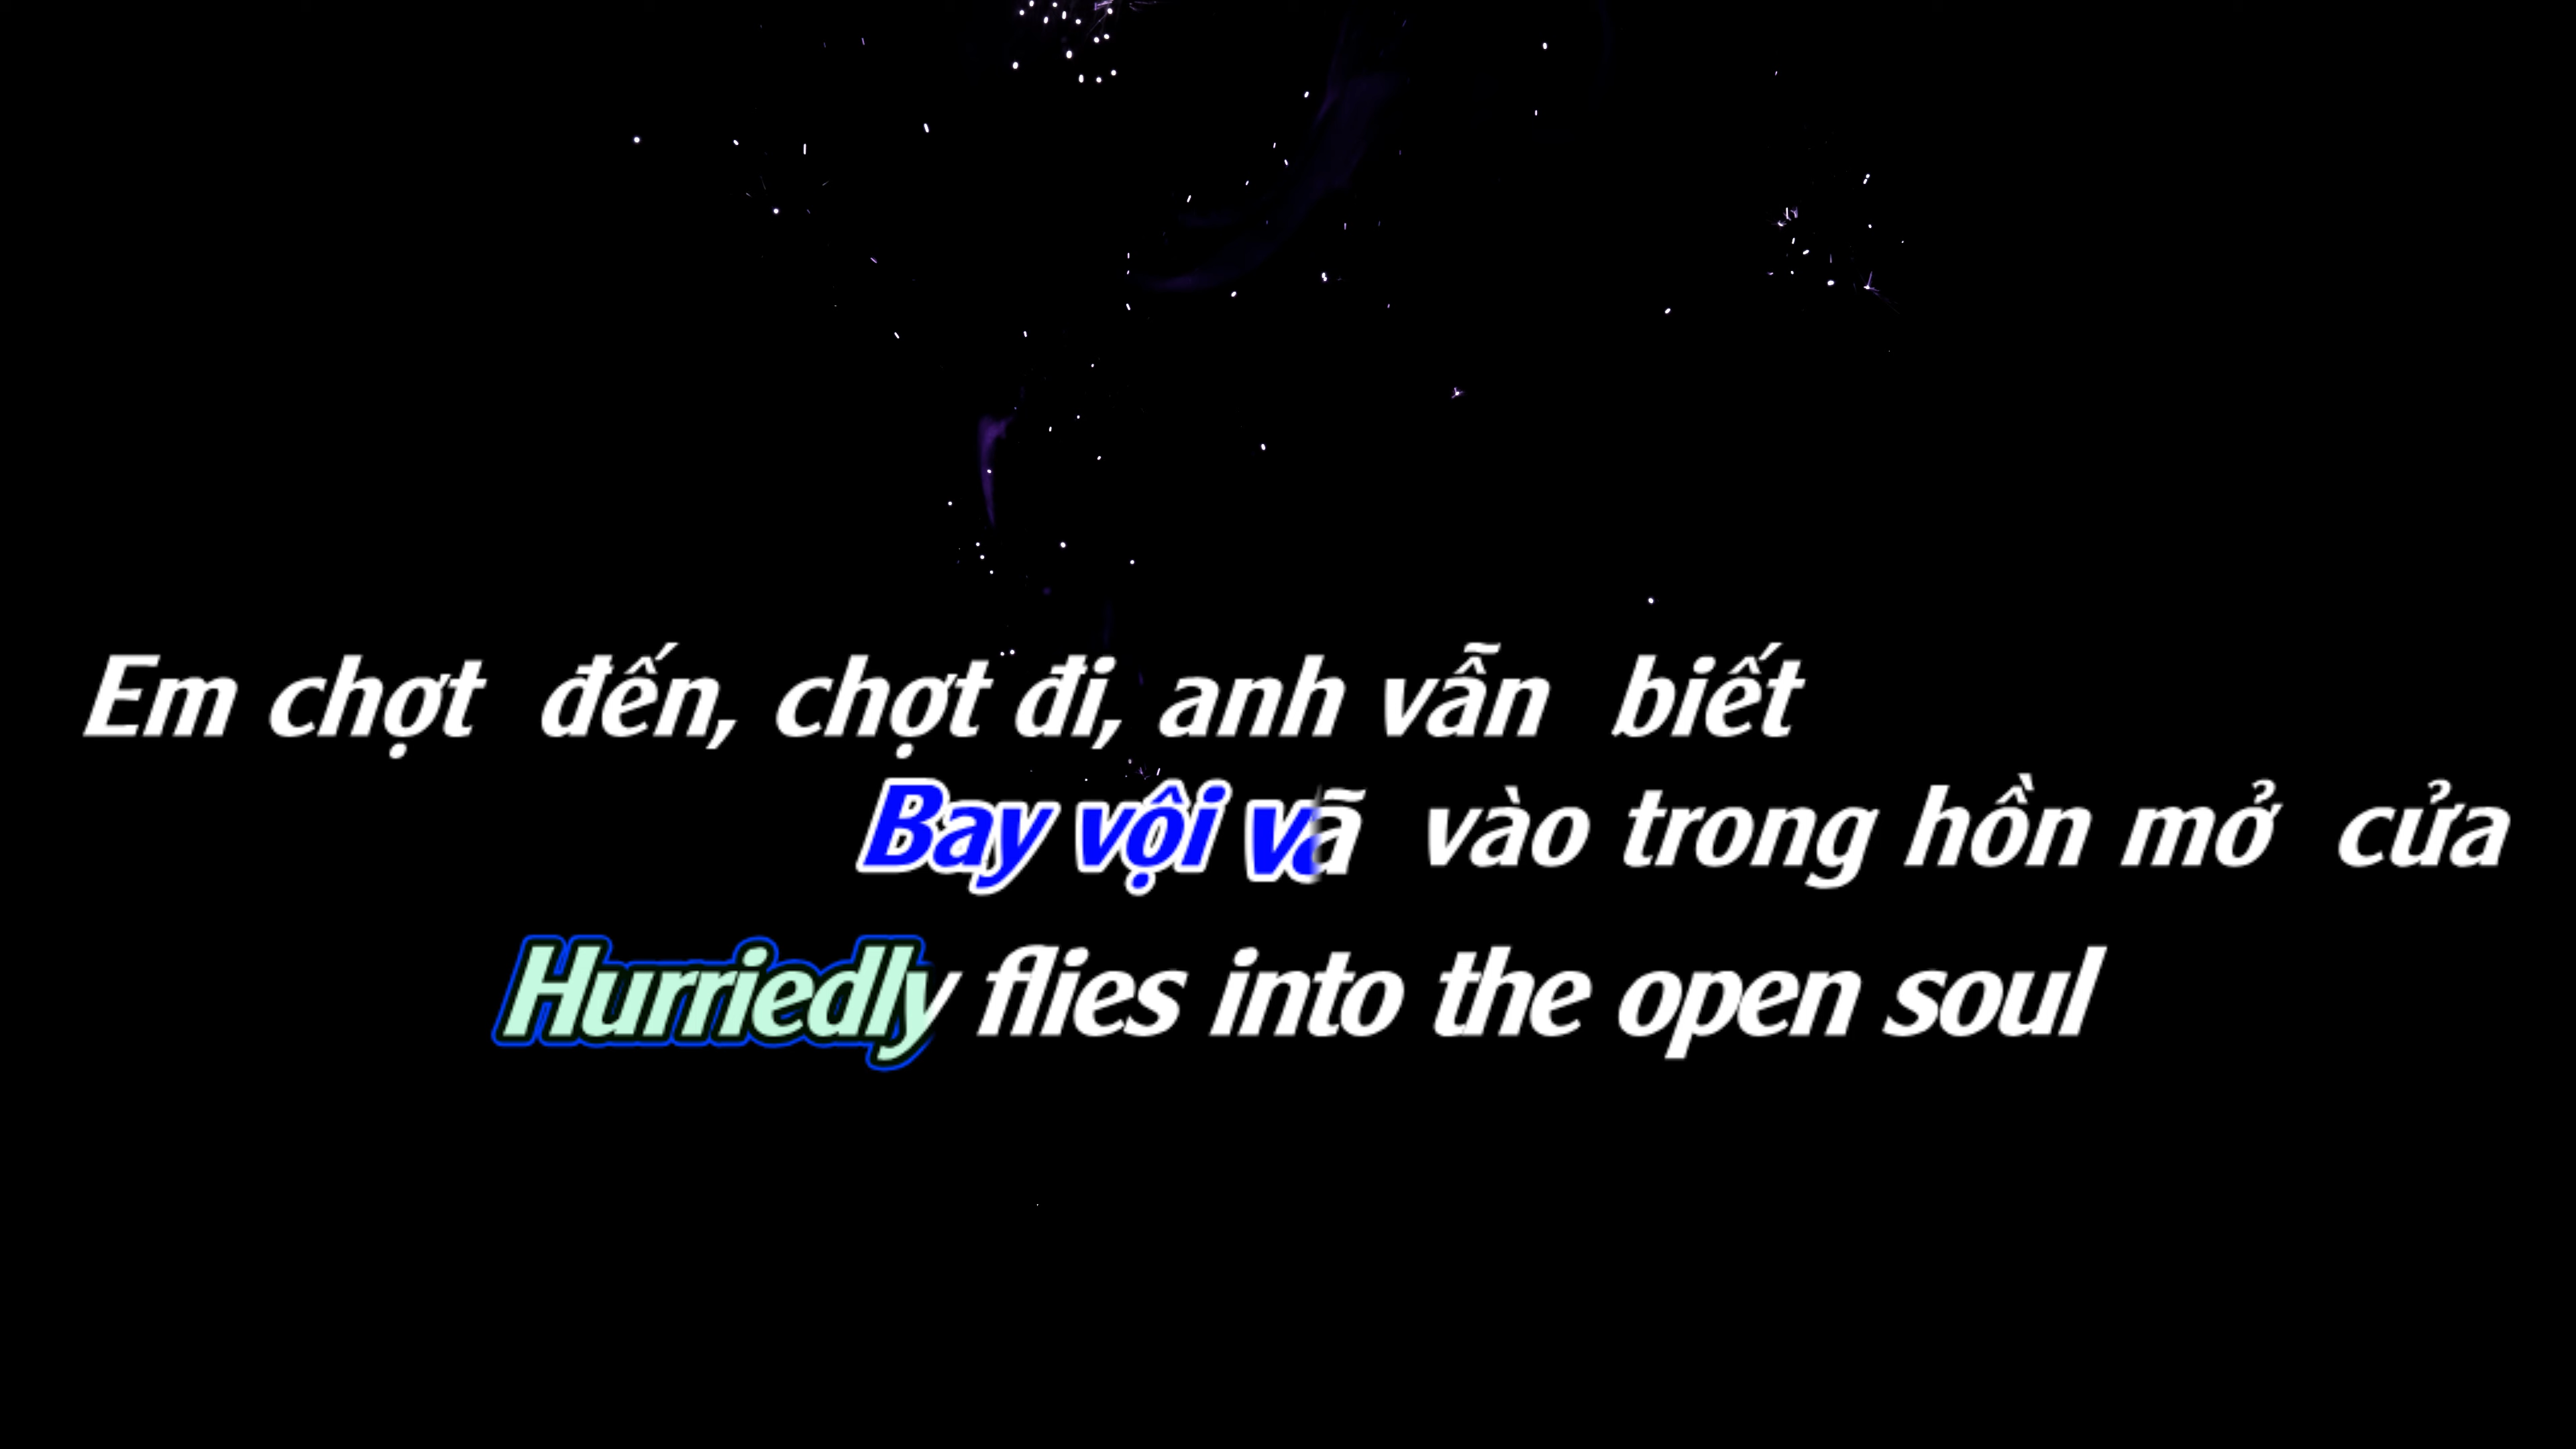 Em chợt đến, chợt đi, anh vẫn biết
Bay vội vã vào trong hồn mở cửa
Hurriedly flies into the open soul